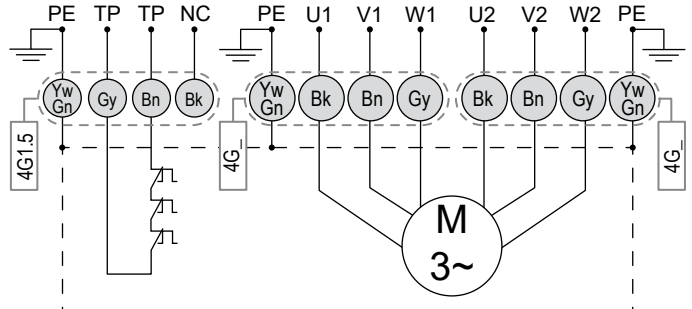 PE TP TP NC PE U1 V1 W1 U2 V2 W2 PE
Yw Gn Gy Bn Bk Yw Gn Bk Bn Gy Bk Bn Gy Yw Gn
4G1.5 4G_ 4G_
M
3~